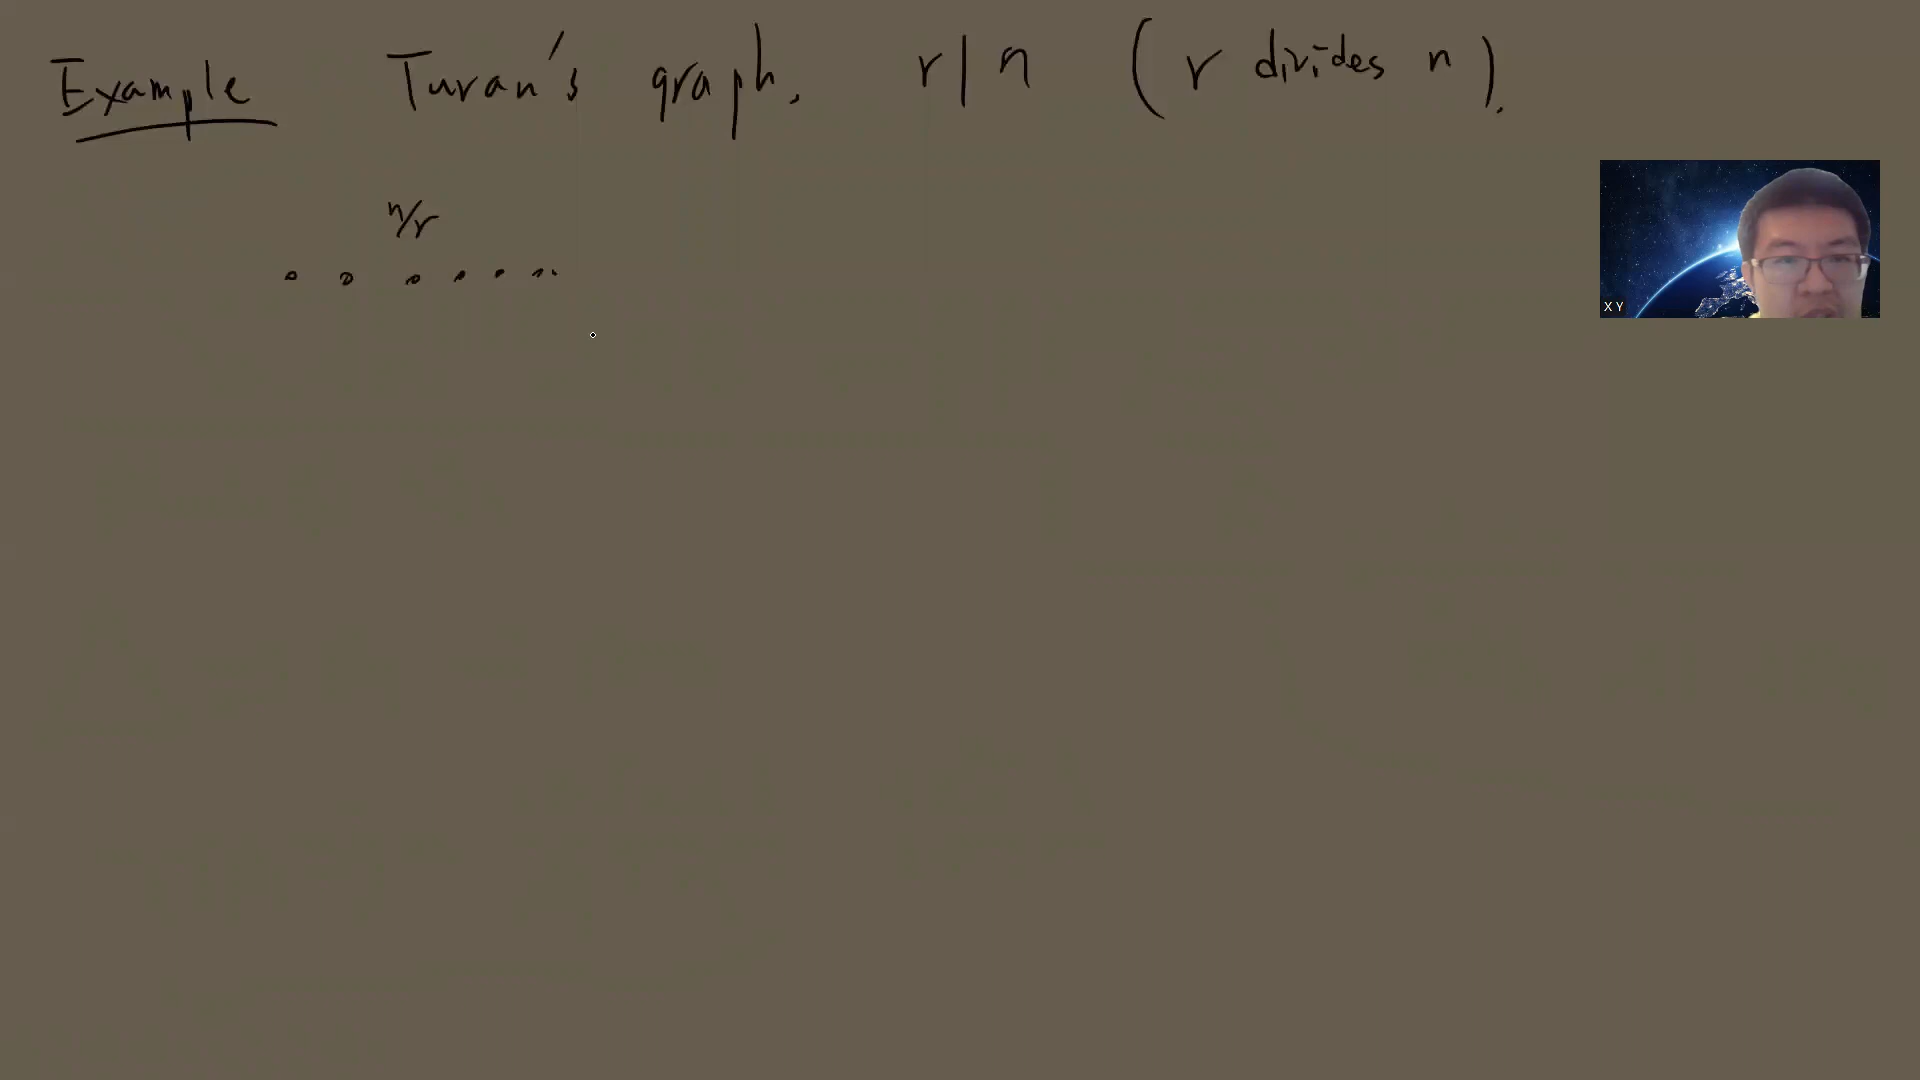 Example Turan's graph, r | n (r divides n).
n/r
X Y